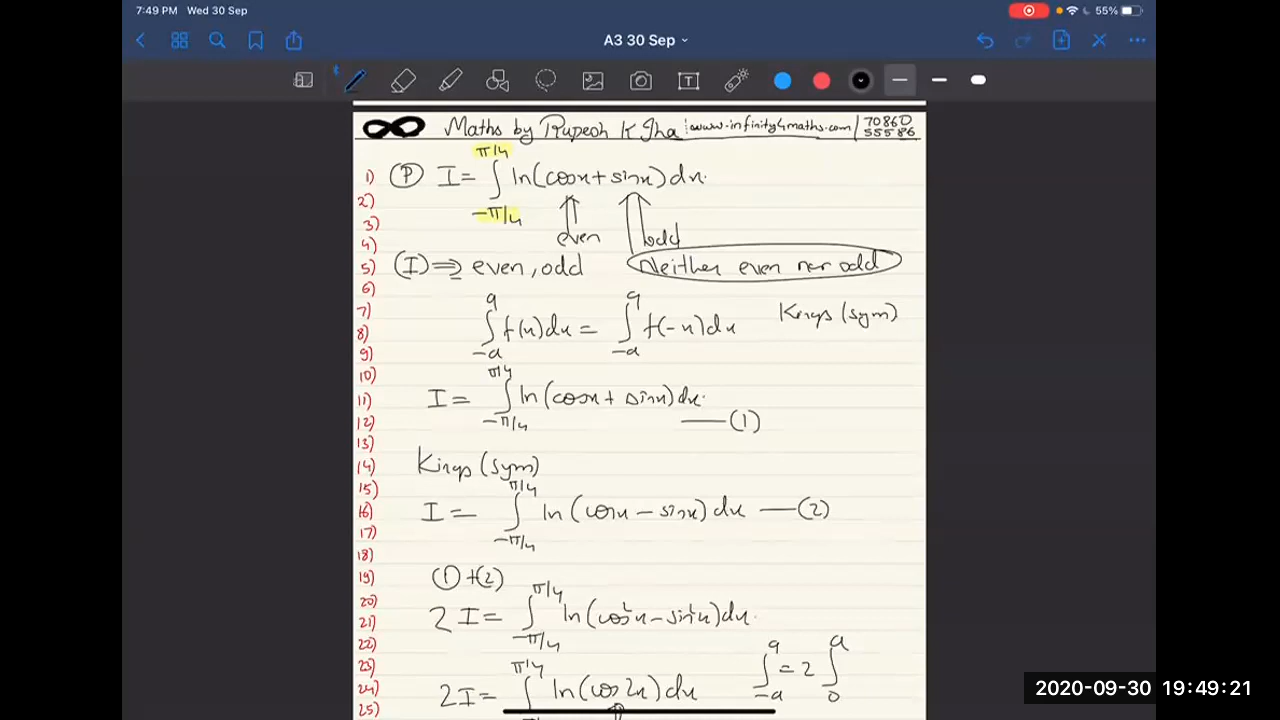 7:49 PM Wed 30 Sep
55%
A3 30 Sep
Maths by Rupesh K Jha | www.infinity4maths.com / 70860 55586
1) (P) I = ∫_{-π/4}^{π/4} ln(cosx + sinx) dx.
2)
3)
4) even odd
5) (I) ⇒ even, odd Neither even nor odd
6)
7) Kings (sym)
8) ∫_{-a}^{a} f(x) dx = ∫_{-a}^{a} f(-x) dx
9)
10)
11) I = ∫_{-π/4}^{π/4} ln(cosx + sinx) dx.
12) —(1)
13)
14) Kings (sym)
15)
16) I = ∫_{-π/4}^{π/4} ln(cosx - sinx) dx —(2)
17)
18)
19) (1) + (2)
20)
21) 2I = ∫_{-π/4}^{π/4} ln(cos²x - sin²x) dx.
22)
23) ∫_{-a}^{a} = 2 ∫_{0}^{a}
24) 2I = ∫_{-π/4}^{π/4} ln(cos2x) dx
25)
2020-09-30 19:49:21